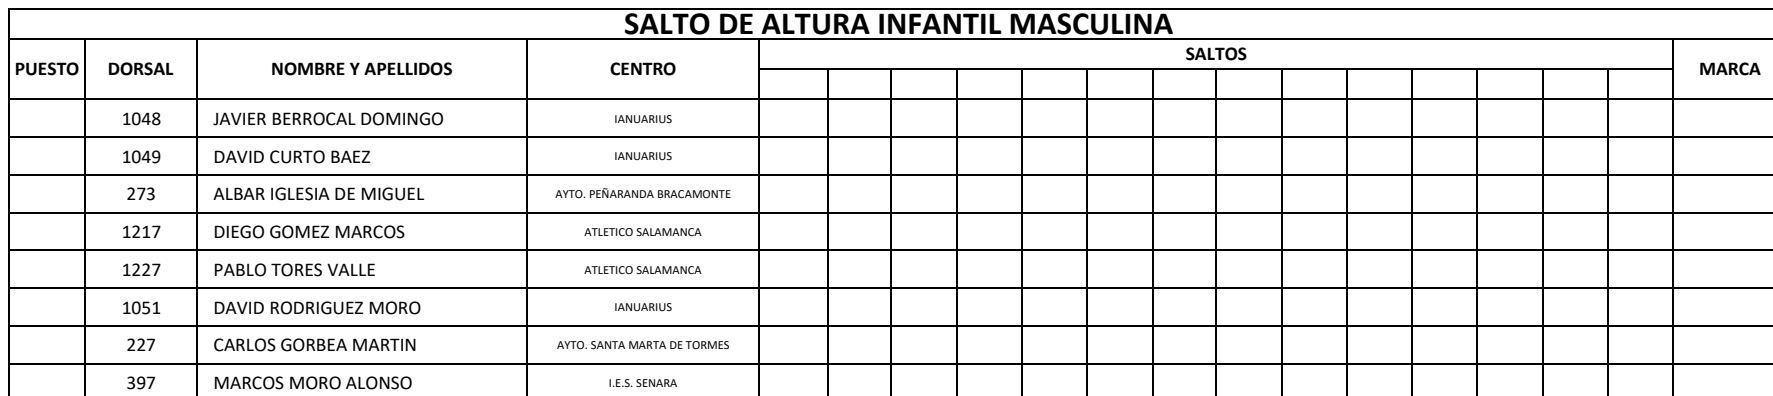 SALTO DE ALTURA INFANTIL MASCULINA
PUESTO DORSAL NOMBRE Y APELLIDOS CENTRO SALTOS MARCA
1048 JAVIER BERROCAL DOMINGO IANUARIUS
1049 DAVID CURTO BAEZ IANUARIUS
273 ALBAR IGLESIA DE MIGUEL AYTO. PEÑARANDA BRACAMONTE
1217 DIEGO GOMEZ MARCOS ATLETICO SALAMANCA
1227 PABLO TORES VALLE ATLETICO SALAMANCA
1051 DAVID RODRIGUEZ MORO IANUARIUS
227 CARLOS GORBEA MARTIN AYTO. SANTA MARTA DE TORMES
397 MARCOS MORO ALONSO I.E.S. SENARA